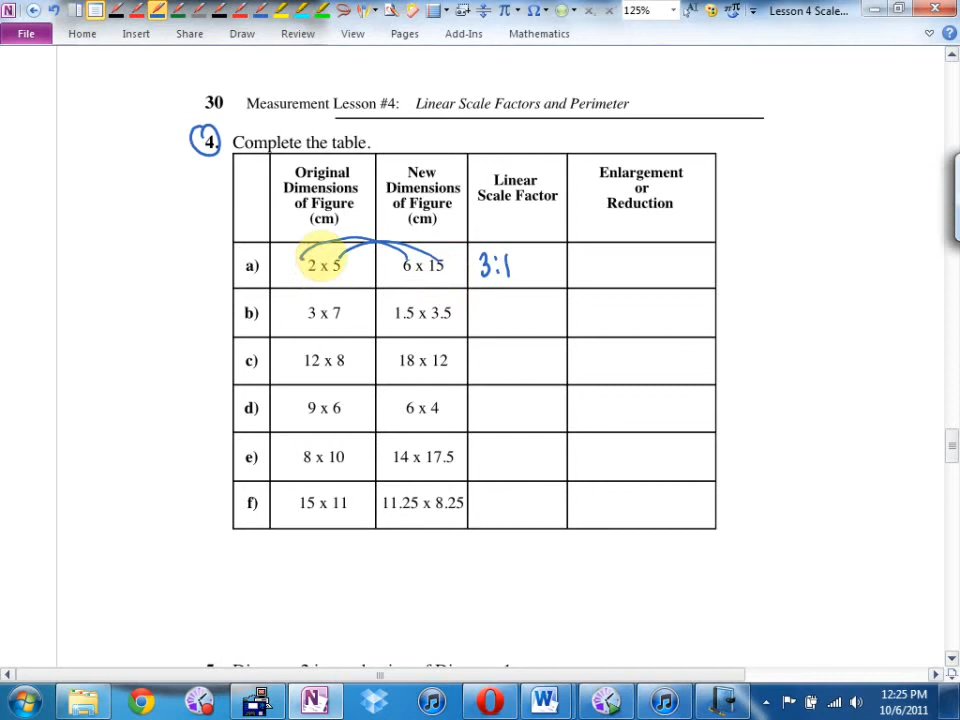 125%
Lesson 4 Scale...
File Home Insert Share Draw Review View Pages Add-Ins Mathematics
30 Measurement Lesson #4: Linear Scale Factors and Perimeter
4. Complete the table.
Original Dimensions of Figure (cm) New Dimensions of Figure (cm) Linear Scale Factor Enlargement or Reduction
a) 2 x 5 6 x 15 3:1
b) 3 x 7 1.5 x 3.5
c) 12 x 8 18 x 12
d) 9 x 6 6 x 4
e) 8 x 10 14 x 17.5
f) 15 x 11 11.25 x 8.25
12:25 PM
10/6/2011